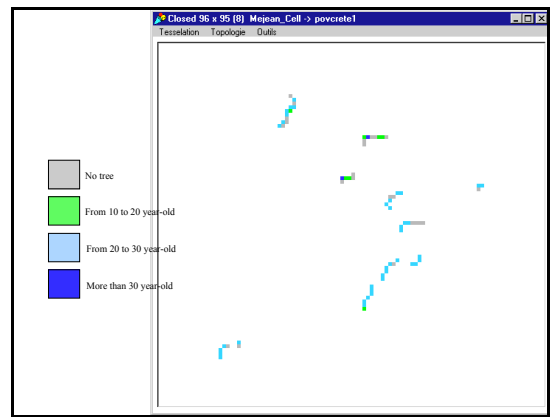 Closed 96 x 95 (8) Mejean_Cell -> povcrete1
Tesselation Topologie Outils
No tree
From 10 to 20 year-old
From 20 to 30 year-old
More than 30 year-old